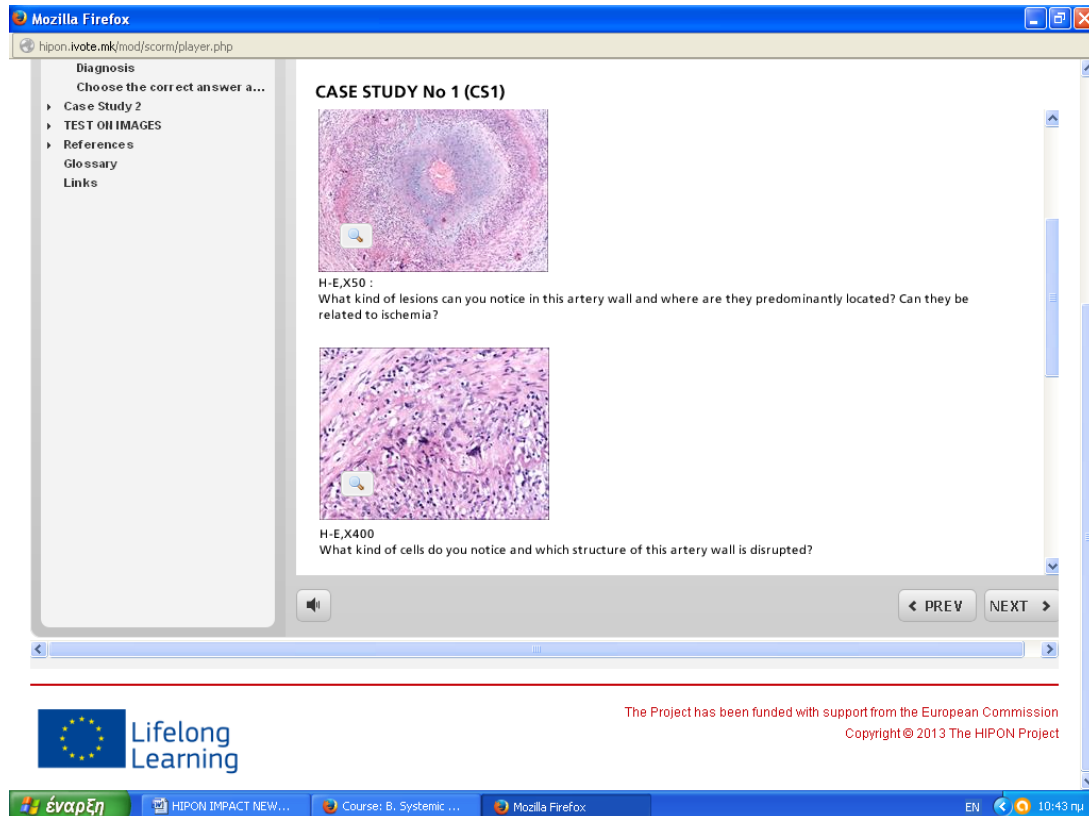 Mozilla Firefox
hipon.ivote.mk/mod/scorm/player.php
Diagnosis
Choose the correct answer a...
Case Study 2
TEST ON IMAGES
References
Glossary
Links
CASE STUDY No 1 (CS1)
H-E,X50 :
What kind of lesions can you notice in this artery wall and where are they predominantly located? Can they be
related to ischemia?
H-E,X400
What kind of cells do you notice and which structure of this artery wall is disrupted?
PREV
NEXT
The Project has been funded with support from the European Commission
Copyright © 2013 The HIPON Project
Lifelong
Learning
έναρξη
HIPON IMPACT NEW...
Course: B. Systemic ...
Mozilla Firefox
EN
10:43 πμ